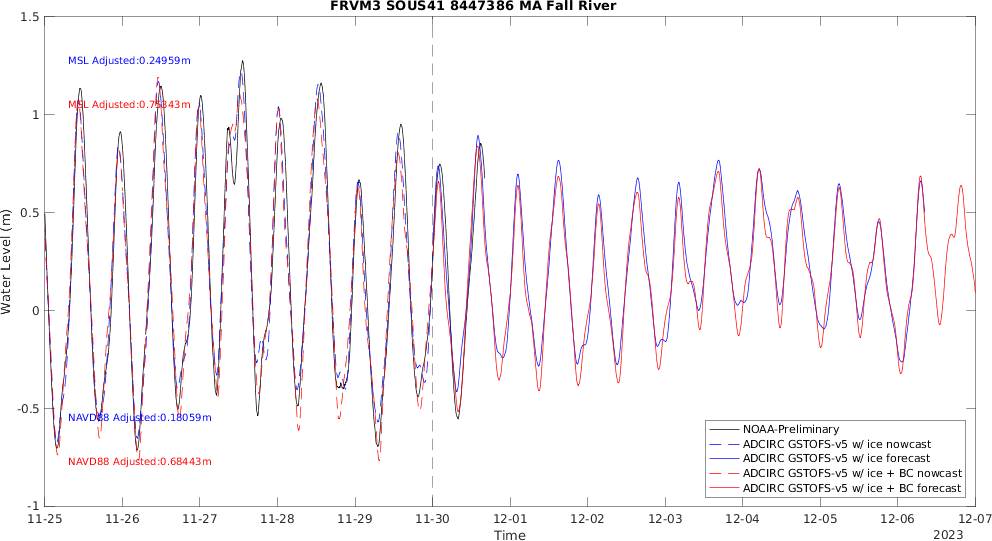 FRVM3 SOUS41 8447386 MA Fall River
1.5
1
0.5
0
-0.5
-1
Water Level (m)
MSL Adjusted:0.24959m
MSL Adjusted:0.75343m
NAVD88 Adjusted:0.18059m
NAVD88 Adjusted:0.68443m
NOAA-Preliminary
ADCIRC GSTOFS-v5 w/ ice nowcast
ADCIRC GSTOFS-v5 w/ ice forecast
ADCIRC GSTOFS-v5 w/ ice + BC nowcast
ADCIRC GSTOFS-v5 w/ ice + BC forecast
11-25 11-26 11-27 11-28 11-29 11-30 12-01 12-02 12-03 12-04 12-05 12-06 12-07
Time
2023